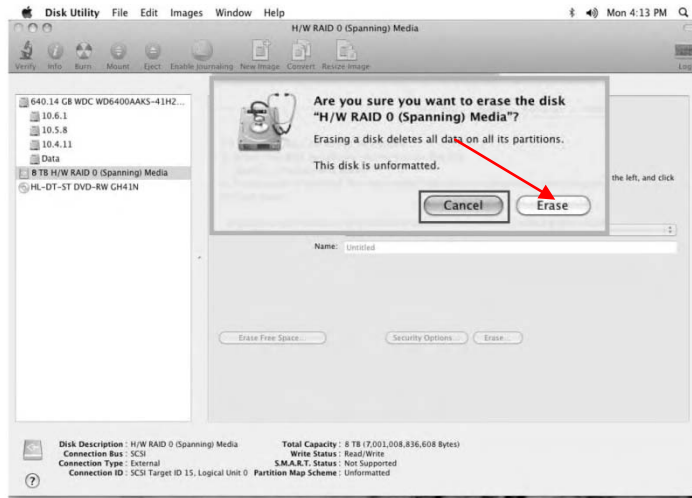 Disk Utility File Edit Images Window Help Mon 4:13 PM
H/W RAID 0 (Spanning) Media
Verify Info Burn Mount Eject Enable Journaling New Image Convert Resize Image Log
640.14 GB WDC WD6400AAKS-41H2...
10.6.1
10.5.8
10.4.11
Data
8 TB H/W RAID 0 (Spanning) Media
HL-DT-ST DVD-RW GH41N
Are you sure you want to erase the disk
“H/W RAID 0 (Spanning) Media”?
Erasing a disk deletes all data on all its partitions.
This disk is unformatted.
Cancel Erase
the left, and click
Name: Untitled
Erase Free Space... Security Options... Erase...
Disk Description : H/W RAID 0 (Spanning) Media Total Capacity : 8 TB (7,001,008,836,608 Bytes)
Connection Bus : SCSI Write Status : Read/Write
Connection Type : External S.M.A.R.T. Status : Not Supported
Connection ID : SCSI Target ID 15, Logical Unit 0 Partition Map Scheme : Unformatted
?